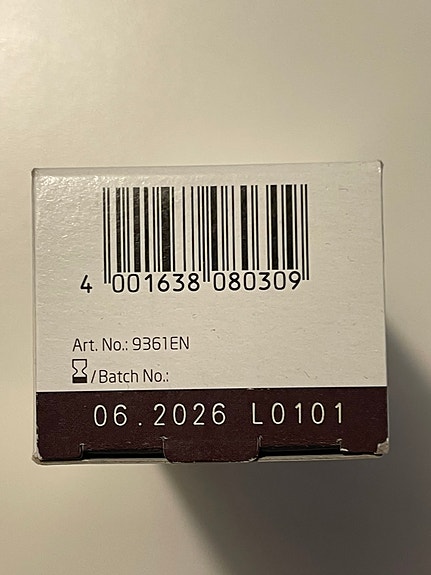 4 001638 080309
Art. No.: 9361EN
/Batch No.:
06.2026 L0101